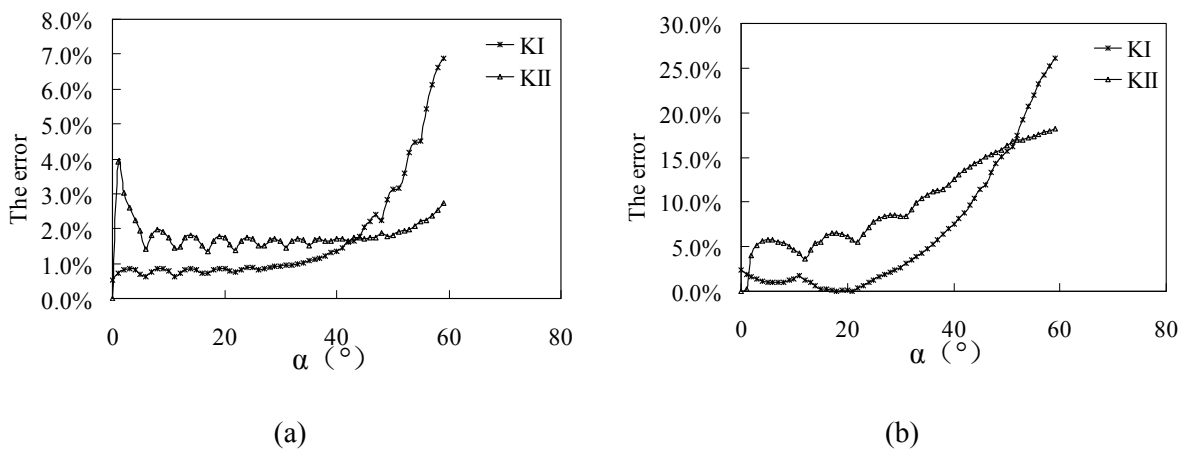 8.0%
7.0%
6.0%
5.0%
4.0%
3.0%
2.0%
1.0%
0.0%
The error
KI
KII
0 20 40 60 80
α (°)
(a)
30.0%
25.0%
20.0%
15.0%
10.0%
5.0%
0.0%
The error
KI
KII
0 20 40 60 80
α (°)
(b)